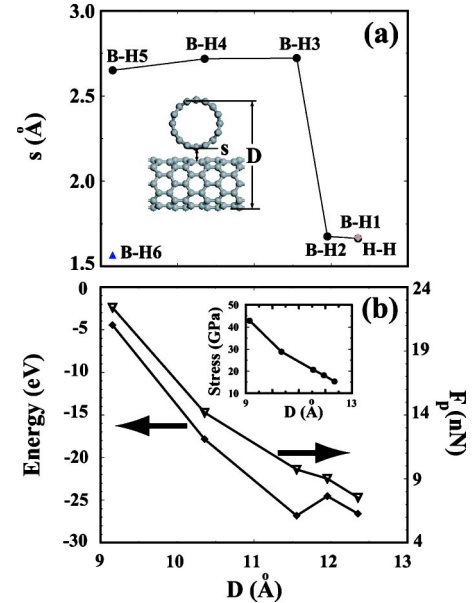 3.0
(a)
B-H5
B-H4
B-H3
2.5
s
D
s (Å)
2.0
B-H1
B-H2
H-H
B-H6
1.5
0
24
(b)
-5
50
40
30
20
10
Stress (GPa)
9
13
D (Å)
19
-10
Energy (eV)
-15
14
F_p (nN)
-20
9
-25
-30
4
9
10
11
12
13
D (Å)